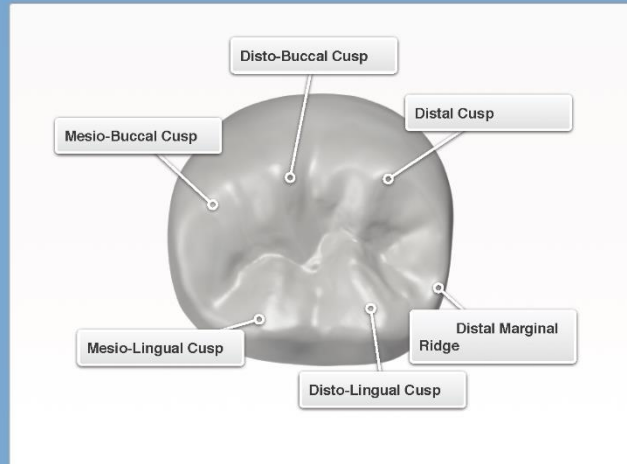 Disto-Buccal Cusp
Distal Cusp
Mesio-Buccal Cusp
Distal Marginal
Ridge
Mesio-Lingual Cusp
Disto-Lingual Cusp